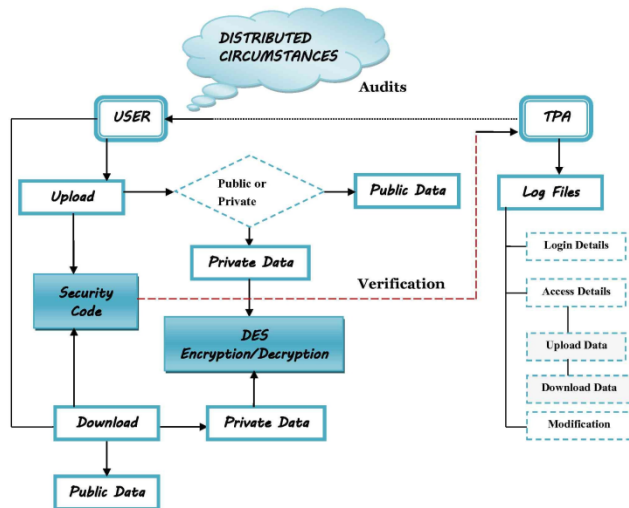 DISTRIBUTED
CIRCUMSTANCES
Audits
USER
TPA
Upload
Public or
Private
Public Data
Log Files
Private Data
Login Details
Security
Code
Verification
Access Details
DES
Encryption/Decryption
Upload Data
Download Data
Download
Private Data
Modification
Public Data